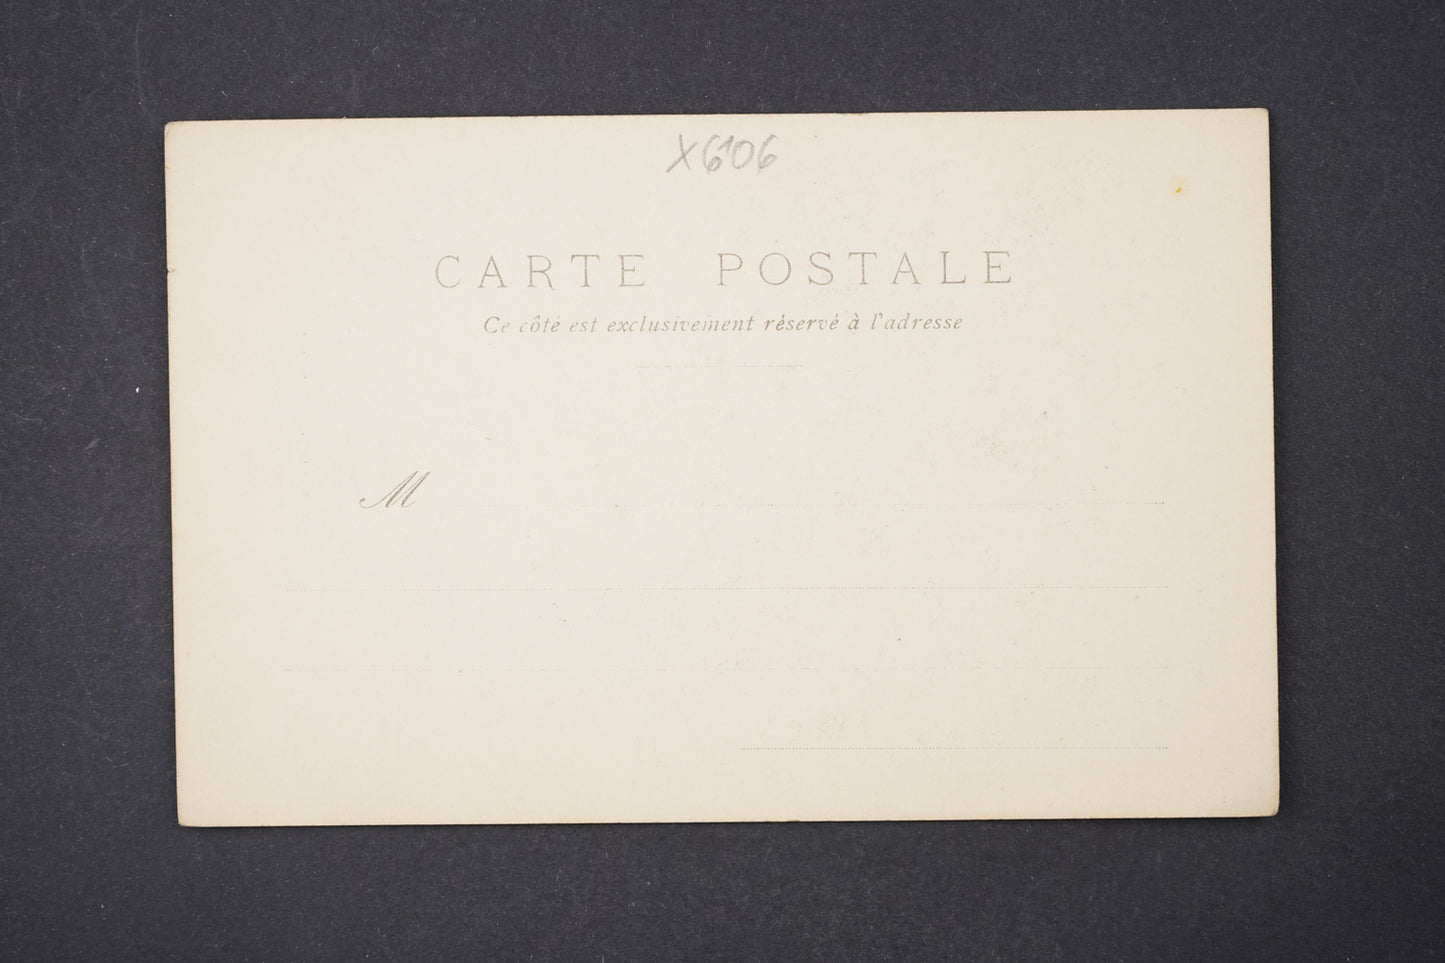 X6106
CARTE POSTALE
Ce côté est exclusivement réservé à l'adresse
M